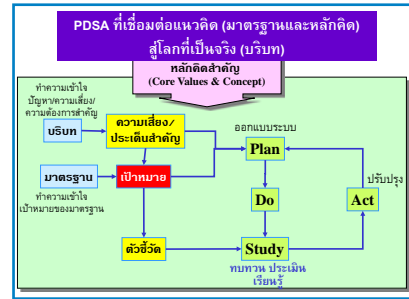 PDSA ที่เชื่อมต่อแนวคิด (มาตรฐานและหลักคิด)
สู่โลกที่เป็นจริง (บริบท)
หลักคิดสำคัญ
(Core Values & Concept)
ทำความเข้าใจ
ปัญหา/ความเสี่ยง/
ความต้องการสำคัญ
บริบท
ความเสี่ยง/
ประเด็นสำคัญ
ออกแบบระบบ
Plan
มาตรฐาน
เป้าหมาย
ทำความเข้าใจ
เป้าหมายของมาตรฐาน
Do
ปรับปรุง
Act
ตัวชี้วัด
Study
ทบทวน ประเมิน
เรียนรู้